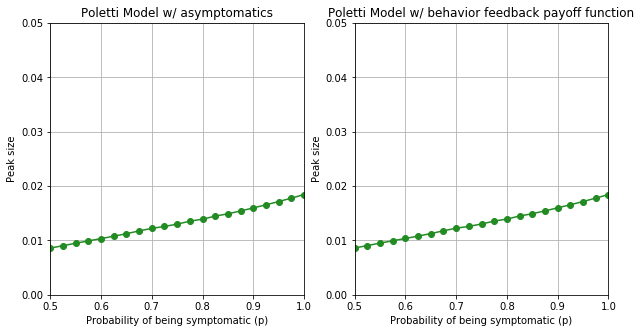 Poletti Model w/ asymptomatics
0.05
0.04
0.03
0.02
0.01
0.00
Peak size
0.5 0.6 0.7 0.8 0.9 1.0
Probability of being symptomatic (p)
Poletti Model w/ behavior feedback payoff function
0.05
0.04
0.03
0.02
0.01
0.00
Peak size
0.5 0.6 0.7 0.8 0.9 1.0
Probability of being symptomatic (p)